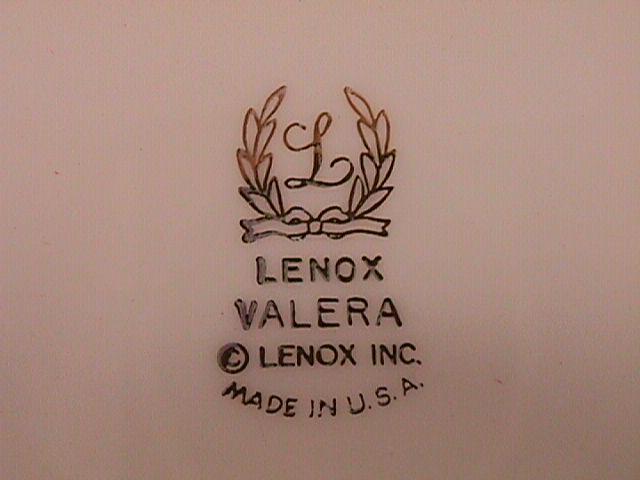 L
LENOX
VALERA
© LENOX INC.
MADE IN U.S.A.